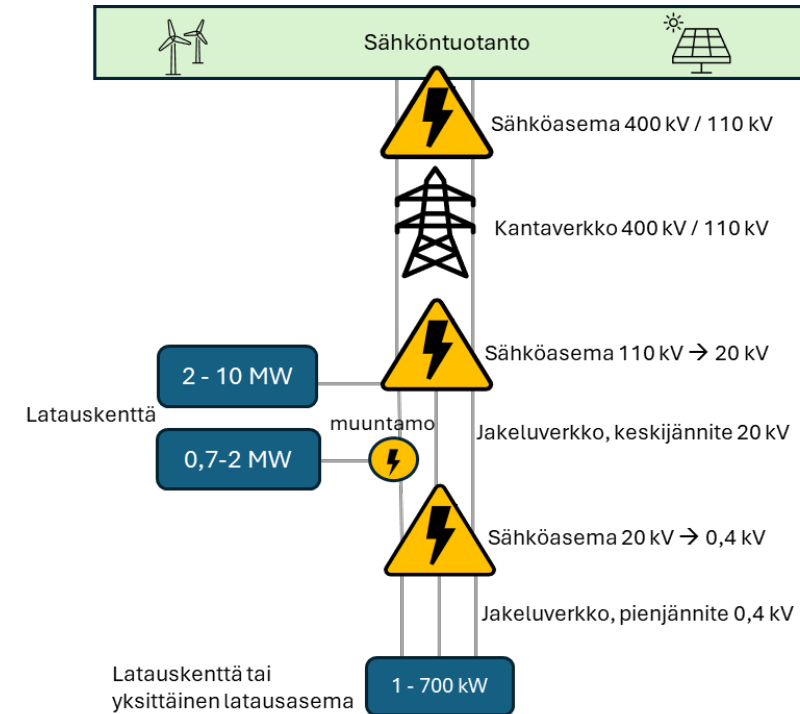 Sähköntuotanto
Sähköasema 400 kV / 110 kV
Kantaverkko 400 kV / 110 kV
Sähköasema 110 kV → 20 kV
2 - 10 MW
Latauskenttä
muuntamo
Jakeluverkko, keskijännite 20 kV
0,7-2 MW
Sähköasema 20 kV → 0,4 kV
Jakeluverkko, pienjännite 0,4 kV
Latauskenttä tai
yksittäinen latausasema
1 - 700 kW